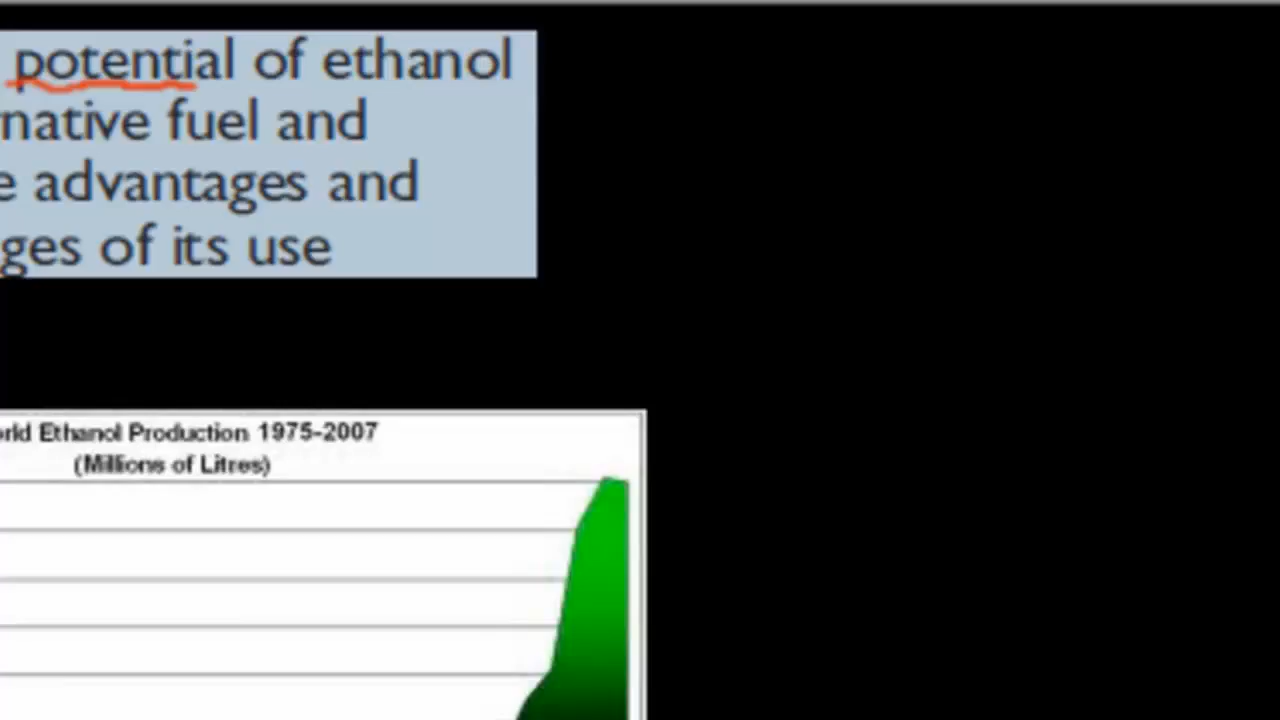 potential of ethanol
native fuel and
e advantages and
ges of its use
rld Ethanol Production 1975-2007
(Millions of Litres)